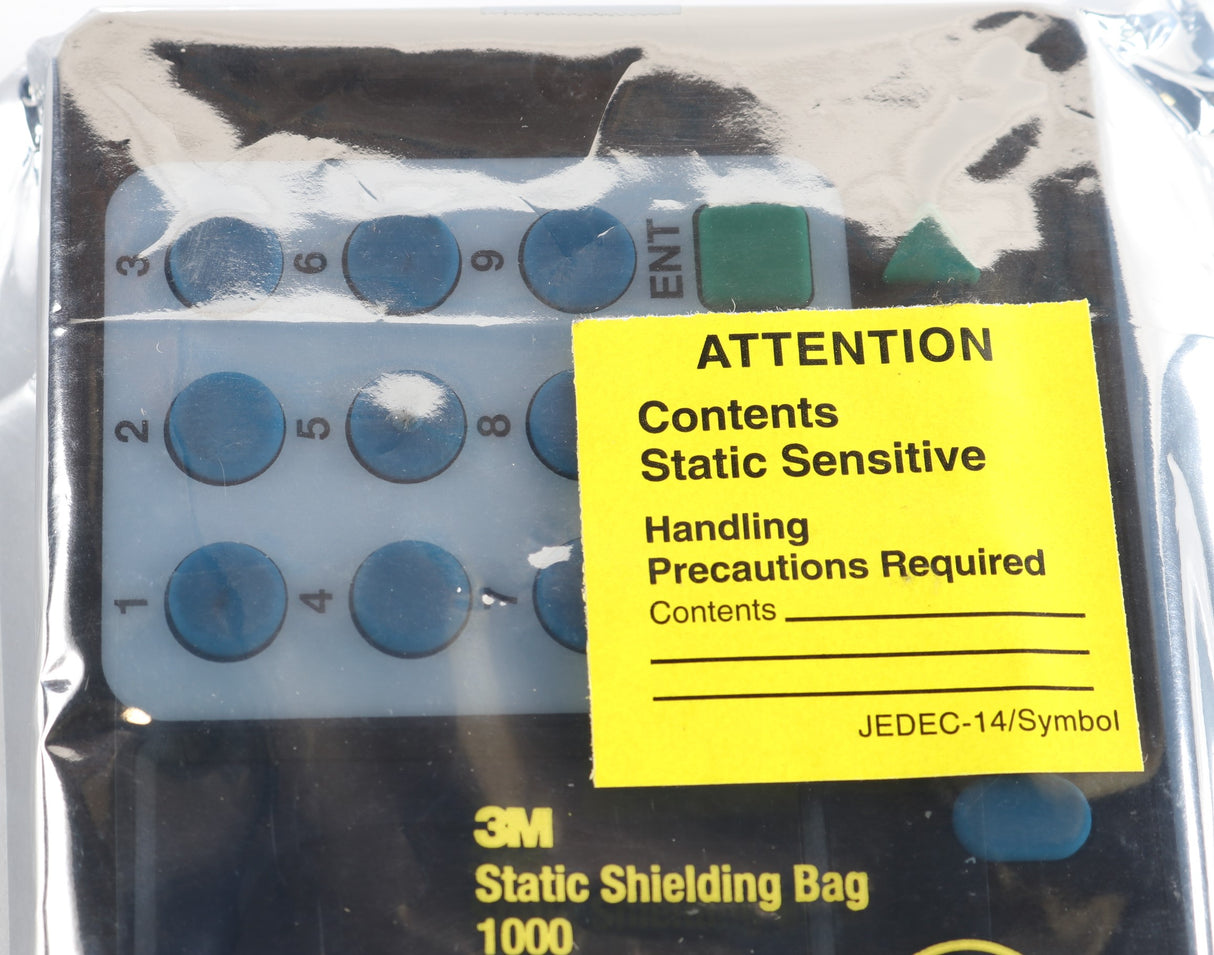 3 6 9 ENT
2 5 8
1 4 7
ATTENTION
Contents
Static Sensitive
Handling
Precautions Required
Contents
JEDEC-14/Symbol
3M
Static Shielding Bag
1000